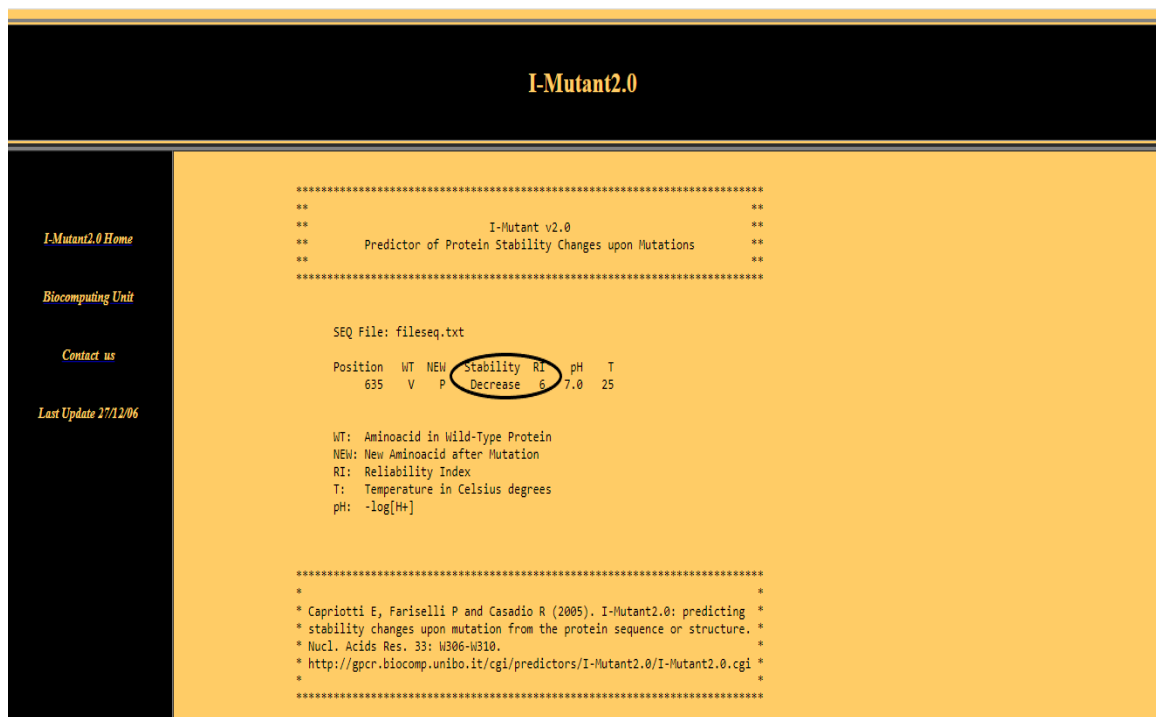 I-Mutant2.0
I-Mutant2.0 Home
Biocomputing Unit
Contact us
Last Update 27/12/06
***************************************************************************
** **
** I-Mutant v2.0 **
** Predictor of Protein Stability Changes upon Mutations **
** **
***************************************************************************
SEQ File: fileseq.txt
Position WT NEW Stability RI pH T
635 V P Decrease 6 7.0 25
WT: Aminoacid in Wild-Type Protein
NEW: New Aminoacid after Mutation
RI: Reliability Index
T: Temperature in Celsius degrees
pH: -log[H+]
***************************************************************************
* *
* Capriotti E, Fariselli P and Casadio R (2005). I-Mutant2.0: predicting *
* stability changes upon mutation from the protein sequence or structure. *
* Nucl. Acids Res. 33: W306-W310. *
* http://gpcr.biocomp.unibo.it/cgi/predictors/I-Mutant2.0/I-Mutant2.0.cgi *
* *
***************************************************************************